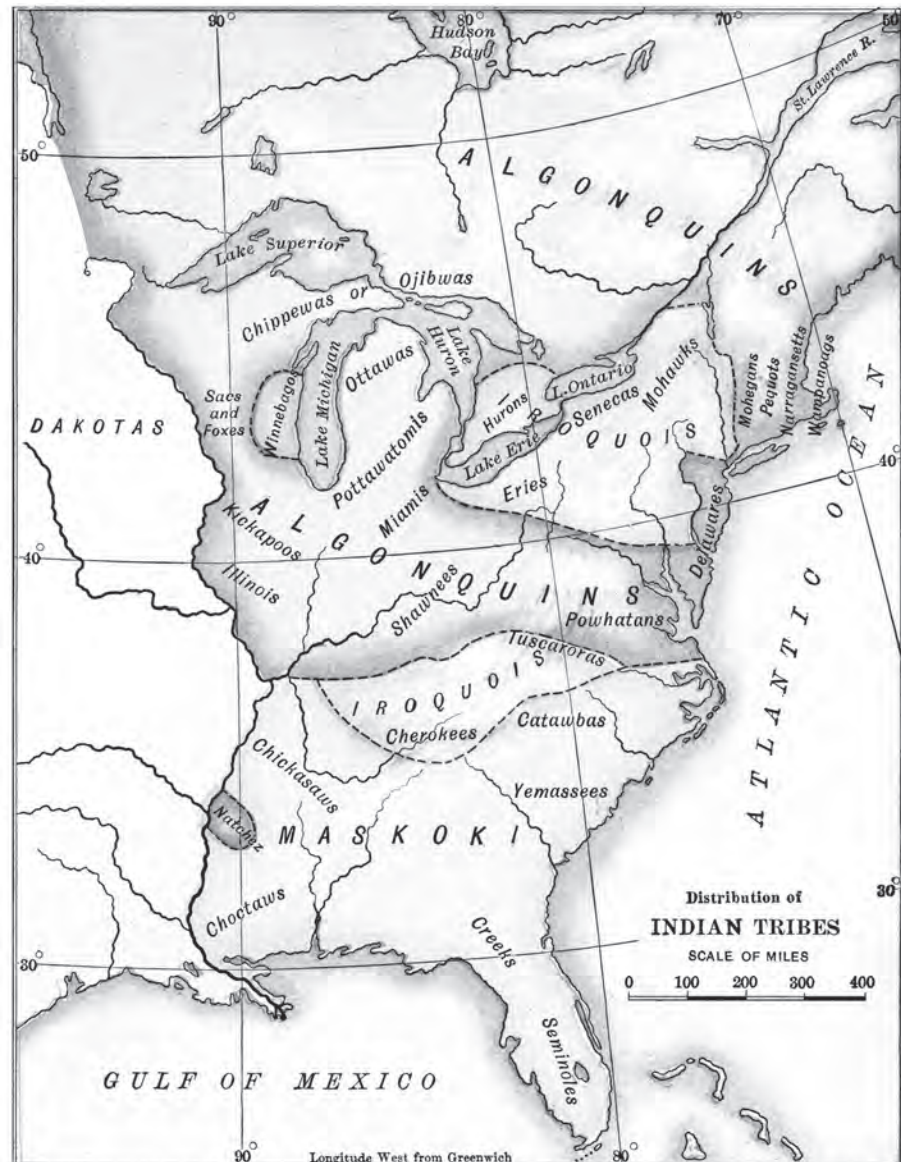 90°
80°
70°
50°
Hudson
Bay
St. Lawrence R.
50°
ALGONQUINS
Lake Superior
Chippewas or Ojibwas
Lake Michigan
Ottawas
Lake
Huron
Winnebagos
Sacs
and
Foxes
DAKOTAS
Pottawatomis
Hurons
L. Ontario
Lake Erie
IROQUOIS
Senecas
Mohawks
Mohegans
Pequots
Narragansetts
Wampanoags
Eries
Miamis
Kickapoos
Illinois
ALGONQUINS
Shawnees
Delawares
Powhatans
40°
40°
Tuscaroras
IROQUOIS
Cherokees
Catawbas
Chickasaws
Yemassees
Natchez
MASKOKI
Choctaws
Creeks
Seminoles
ATLANTIC OCEAN
30°
30°
Distribution of
INDIAN TRIBES
SCALE OF MILES
0 100 200 300 400
GULF OF MEXICO
90°
Longitude West from Greenwich
80°